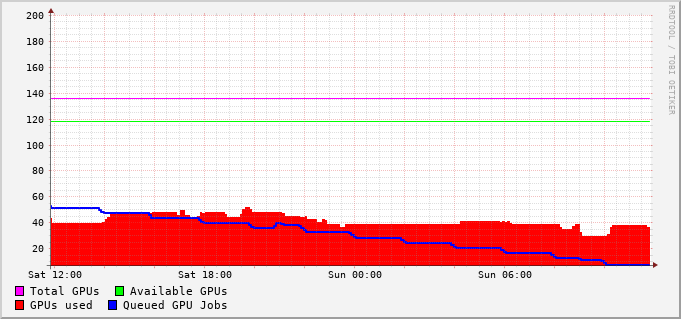 200
180
160
140
120
100
80
60
40
20
Sat 12:00 Sat 18:00 Sun 00:00 Sun 06:00
Total GPUs Available GPUs
GPUs used Queued GPU Jobs
RRDTOOL / TOBI OETIKER